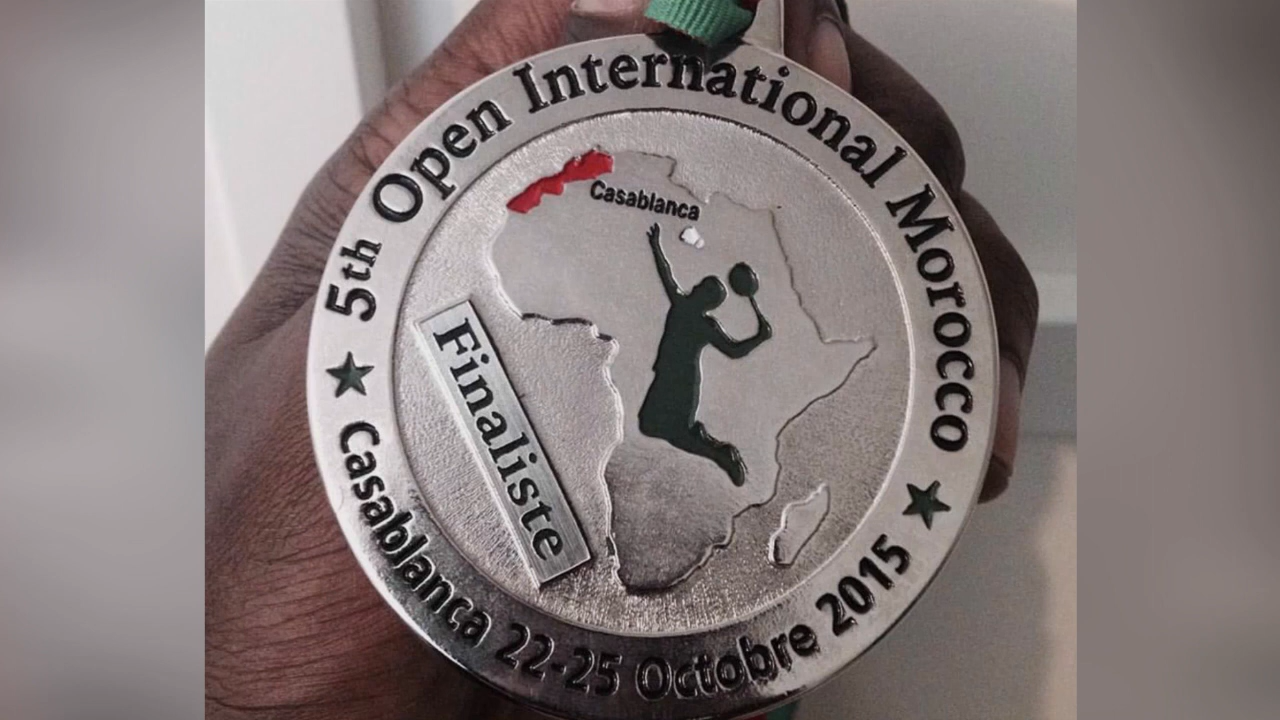 5th Open International Morocco
Casablanca
Finaliste
Casablanca 22-25 Octobre 2015